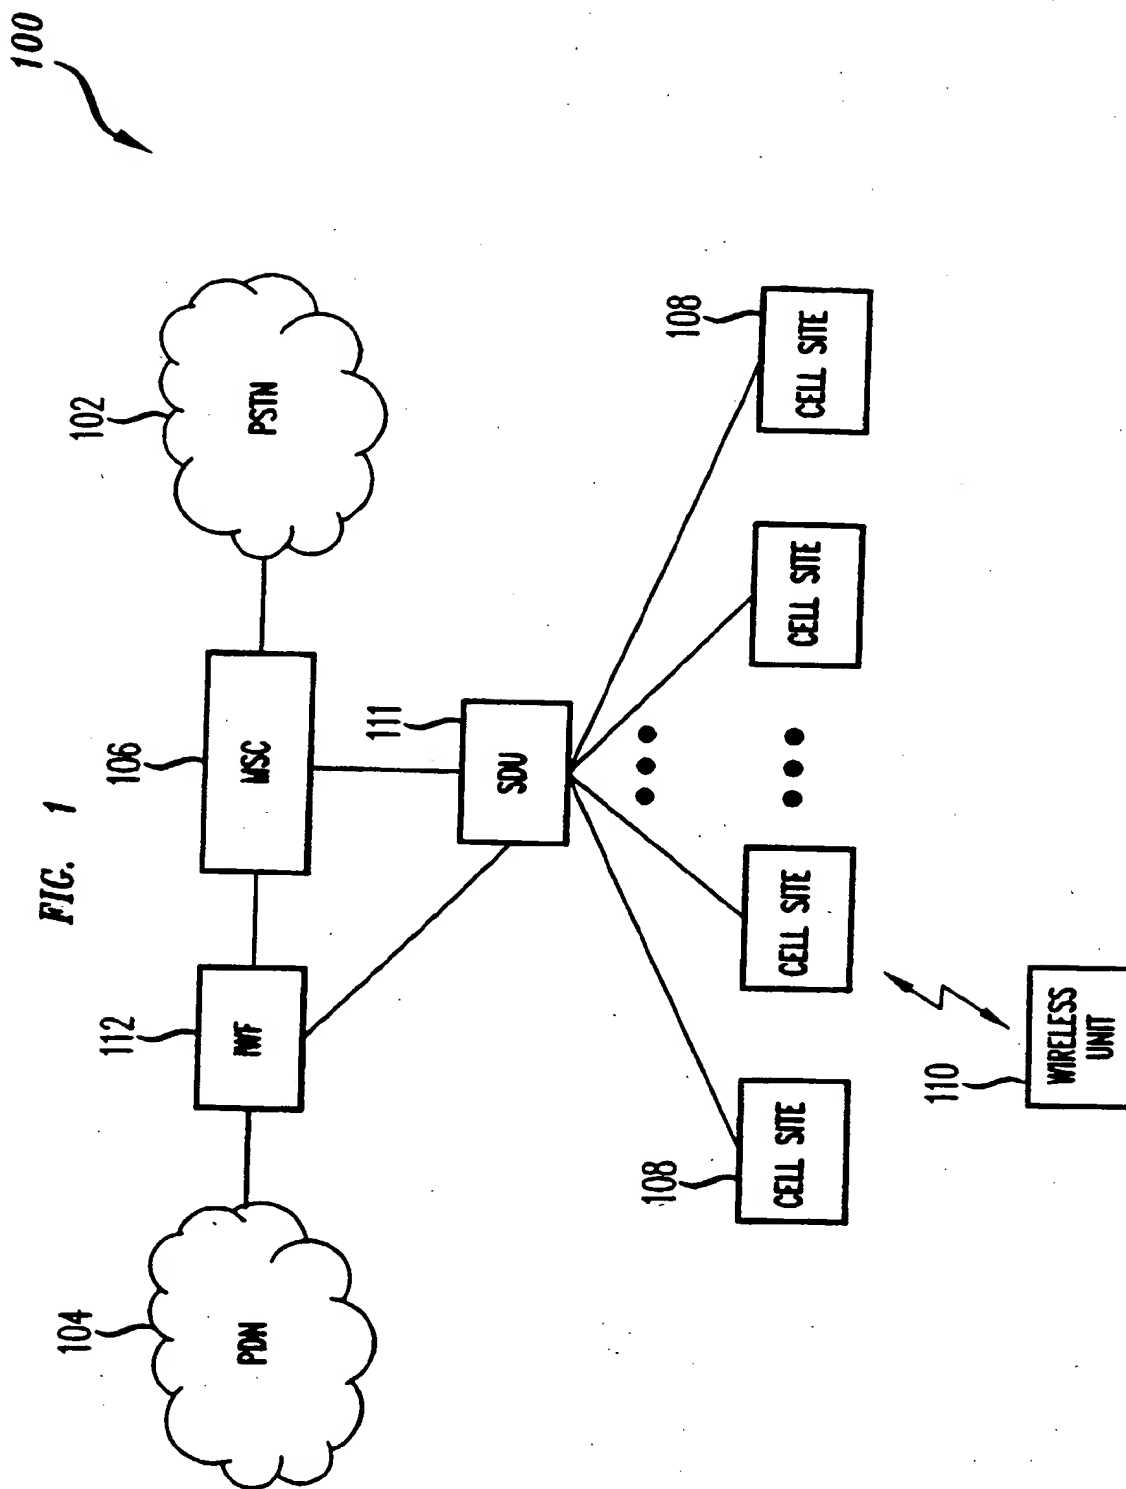 FIG. 1
100
104
PDN
112
IWF
106
MSC
102
PSTN
111
SDU
108
CELL SITE
CELL SITE
CELL SITE
108
CELL SITE
110
WIRELESS
UNIT